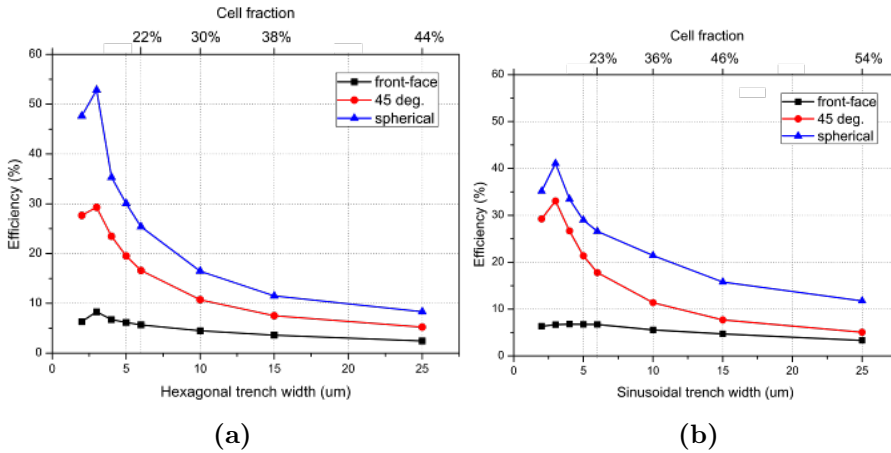 Cell fraction
22% 30% 38% 44%
60
50
40
30
20
10
0
Efficiency (%)
front-face
45 deg.
spherical
0 5 10 15 20 25
Hexagonal trench width (um)
(a)
Cell fraction
23% 36% 46% 54%
60
50
40
30
20
10
0
Efficiency (%)
front-face
45 deg.
spherical
0 5 10 15 20 25
Sinusoidal trench width (um)
(b)